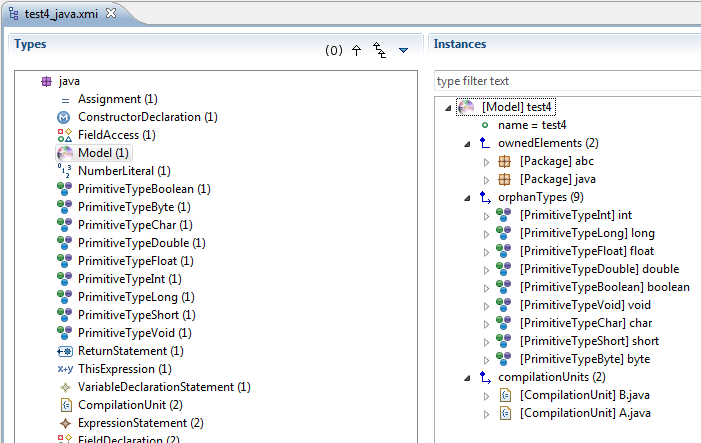 test4_java.xmi
Types
(0)
java
Assignment (1)
ConstructorDeclaration (1)
FieldAccess (1)
Model (1)
NumberLiteral (1)
PrimitiveTypeBoolean (1)
PrimitiveTypeByte (1)
PrimitiveTypeChar (1)
PrimitiveTypeDouble (1)
PrimitiveTypeFloat (1)
PrimitiveTypeInt (1)
PrimitiveTypeLong (1)
PrimitiveTypeShort (1)
PrimitiveTypeVoid (1)
ReturnStatement (1)
ThisExpression (1)
VariableDeclarationStatement (1)
CompilationUnit (2)
ExpressionStatement (2)
FieldDeclaration (2)
Instances
type filter text
[Model] test4
name = test4
ownedElements (2)
[Package] abc
[Package] java
orphanTypes (9)
[PrimitiveTypeInt] int
[PrimitiveTypeLong] long
[PrimitiveTypeFloat] float
[PrimitiveTypeDouble] double
[PrimitiveTypeBoolean] boolean
[PrimitiveTypeVoid] void
[PrimitiveTypeChar] char
[PrimitiveTypeShort] short
[PrimitiveTypeByte] byte
compilationUnits (2)
[CompilationUnit] B.java
[CompilationUnit] A.java